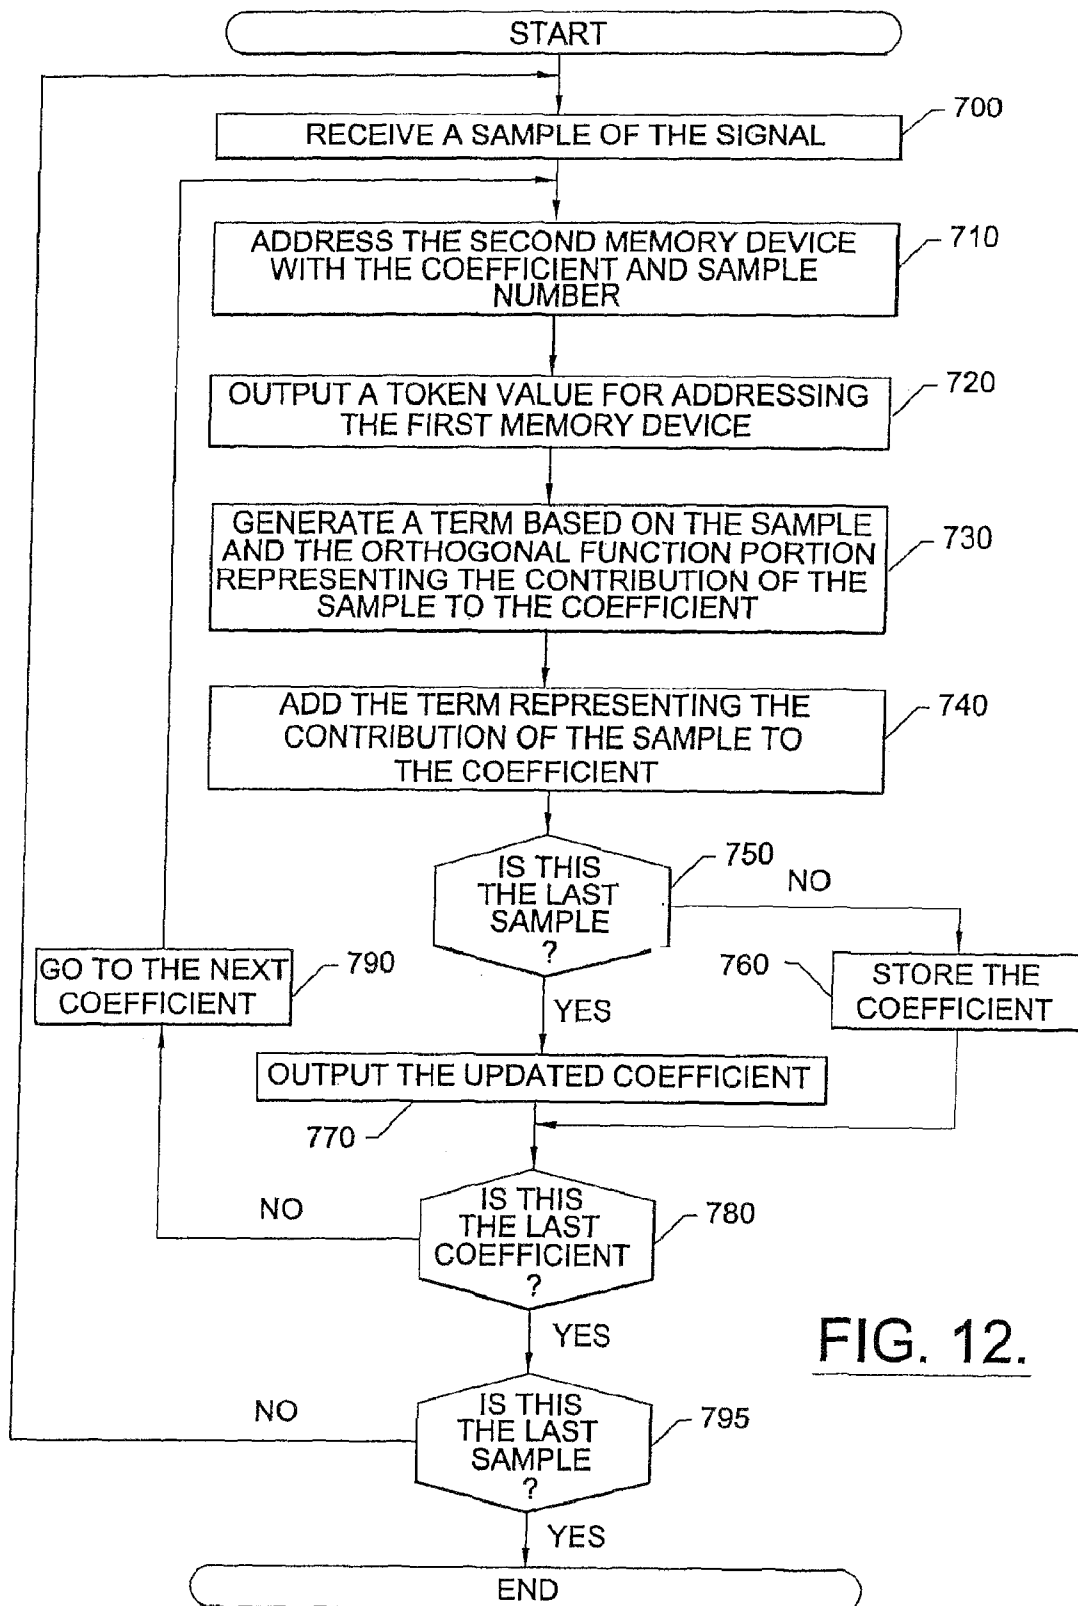 START
RECEIVE A SAMPLE OF THE SIGNAL
700
ADDRESS THE SECOND MEMORY DEVICE
WITH THE COEFFICIENT AND SAMPLE
NUMBER
710
OUTPUT A TOKEN VALUE FOR ADDRESSING
THE FIRST MEMORY DEVICE
720
GENERATE A TERM BASED ON THE SAMPLE
AND THE ORTHOGONAL FUNCTION PORTION
REPRESENTING THE CONTRIBUTION OF THE
SAMPLE TO THE COEFFICIENT
730
ADD THE TERM REPRESENTING THE
CONTRIBUTION OF THE SAMPLE TO
THE COEFFICIENT
740
IS THIS
THE LAST
SAMPLE
?
750
NO
YES
760
STORE THE
COEFFICIENT
GO TO THE NEXT
COEFFICIENT
790
OUTPUT THE UPDATED COEFFICIENT
770
IS THIS
THE LAST
COEFFICIENT
?
780
NO
YES
IS THIS
THE LAST
SAMPLE
?
795
NO
YES
END
FIG. 12.